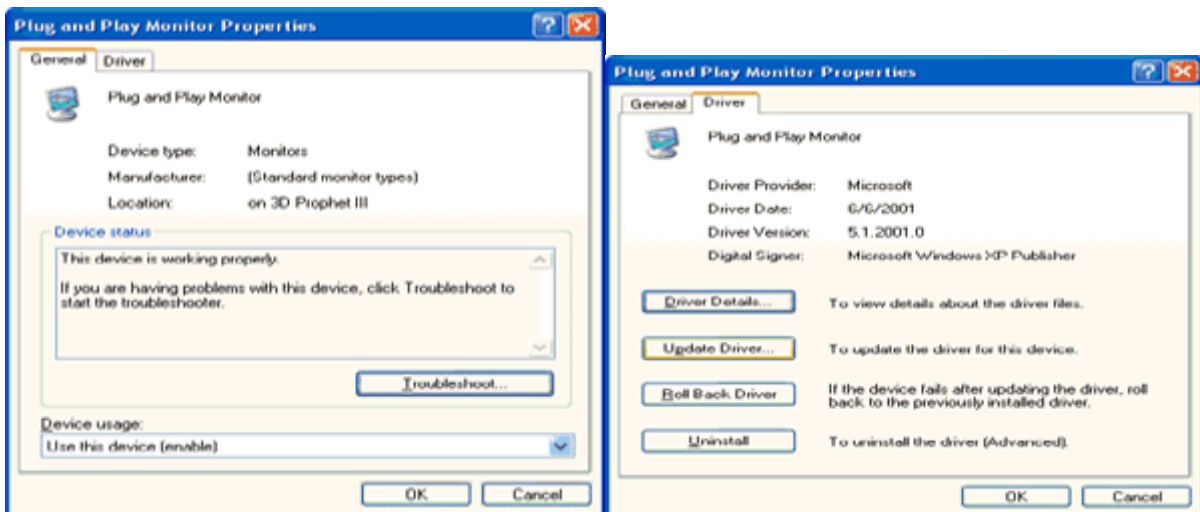 Plug and Play Monitor Properties
General Driver
Plug and Play Monitor
Device type: Monitors
Manufacturer: (Standard monitor types)
Location: on 3D Prophet III
Device status
This device is working properly.
If you are having problems with this device, click Troubleshoot to
start the troubleshooter.
Troubleshoot...
Device usage:
Use this device (enable)
OK Cancel
Plug and Play Monitor Properties
General Driver
Plug and Play Monitor
Driver Provider: Microsoft
Driver Date: 6/6/2001
Driver Version: 5.1.2001.0
Digital Signer: Microsoft Windows XP Publisher
Driver Details... To view details about the driver files.
Update Driver... To update the driver for this device.
Roll Back Driver If the device fails after updating the driver, roll
back to the previously installed driver.
Uninstall To uninstall the driver (Advanced).
OK Cancel